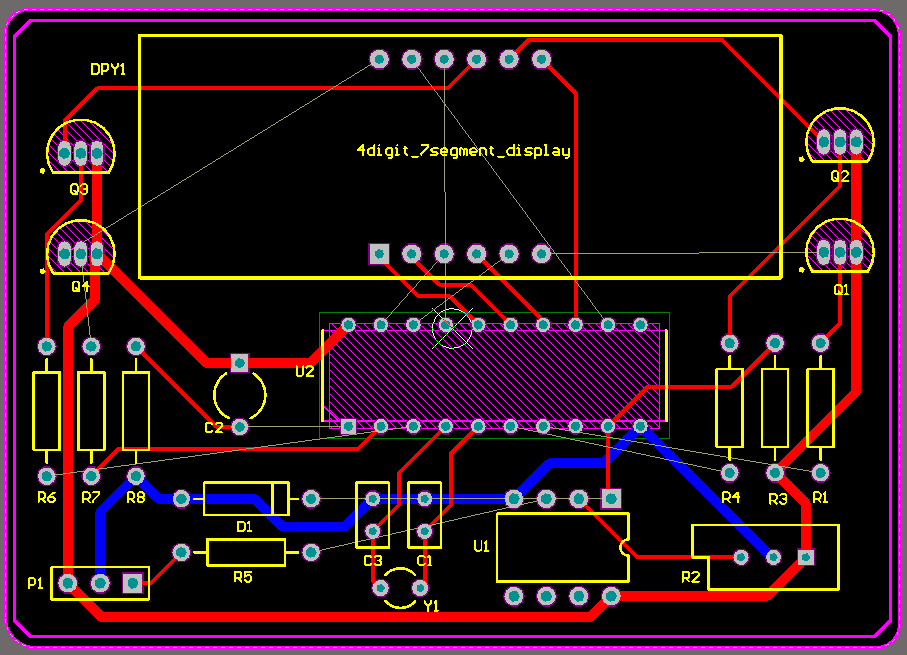 DPY1
4digit_7segment_display
Q3
Q2
Q4
Q1
U2
C2
R6
R7
R8
R4
R3
R1
D1
C3
C1
U1
R5
R2
P1
Y1